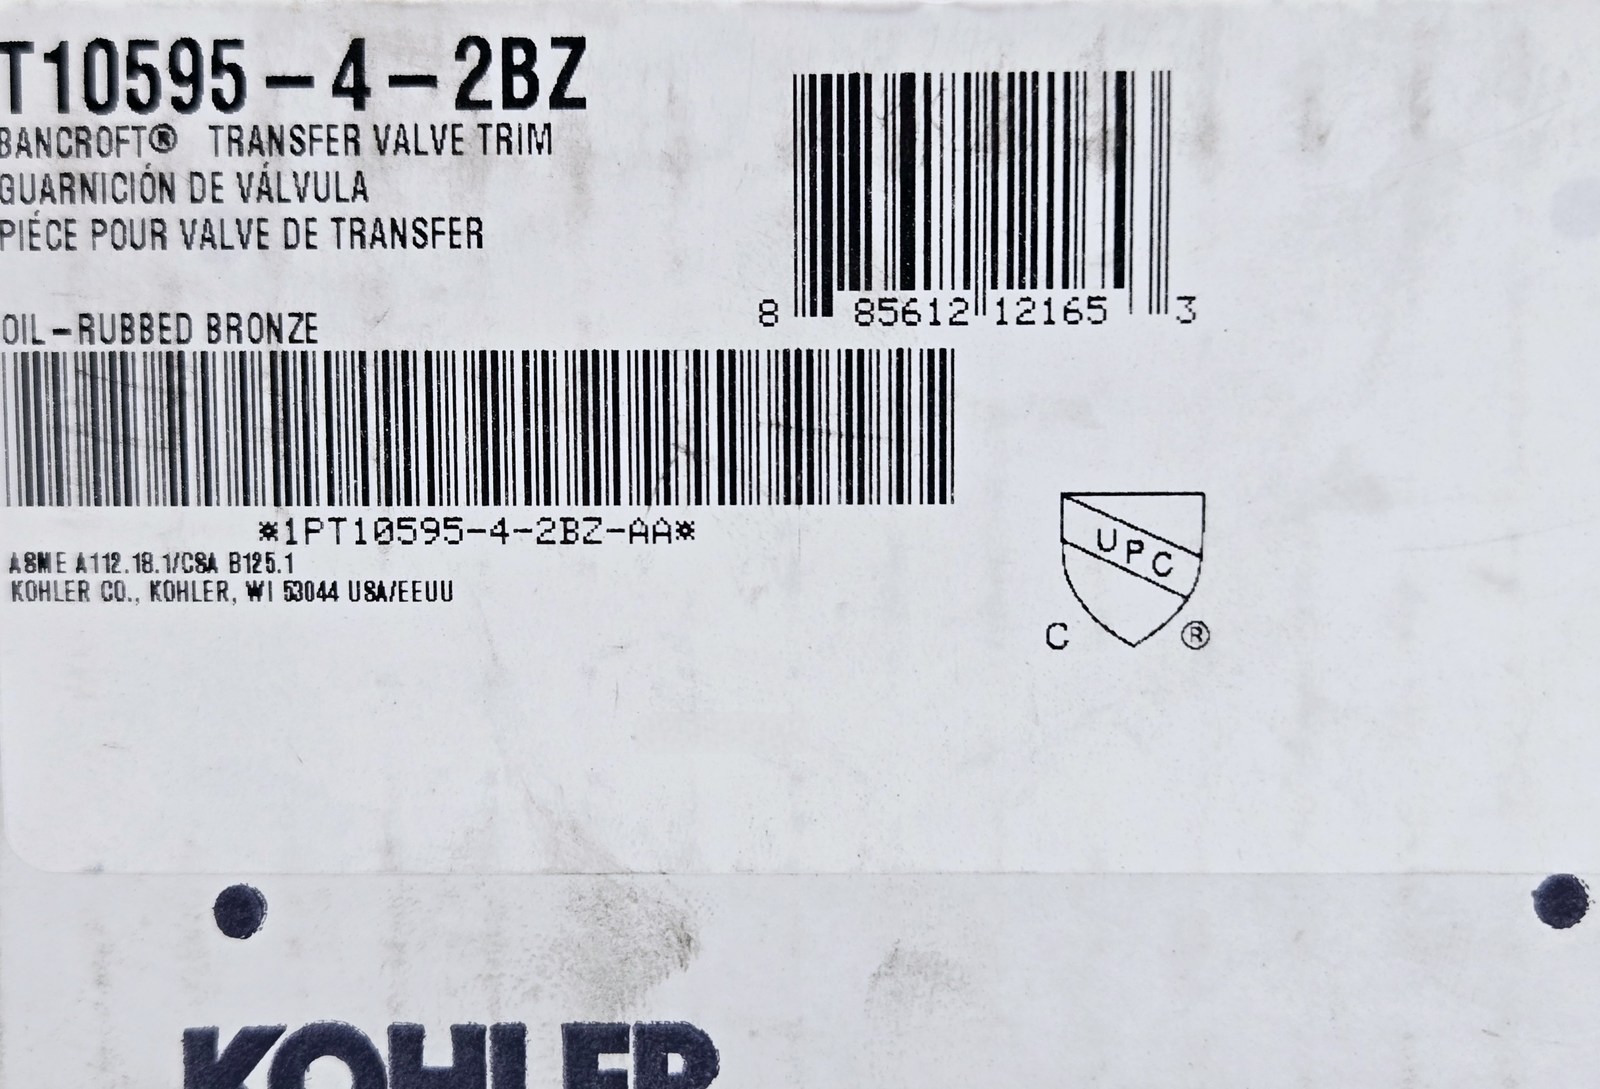 T10595-4-2BZ
BANCROFT® TRANSFER VALVE TRIM
GUARNICIÓN DE VÁLVULA
PIÉCE POUR VALVE DE TRANSFER
OIL-RUBBED BRONZE
8 85612 12165 3
*1PT10595-4-2BZ-AA*
ASME A112.18.1/CSA B125.1
KOHLER CO., KOHLER, WI 53044 USA/EEUU
UPC
C ®
KOHLER